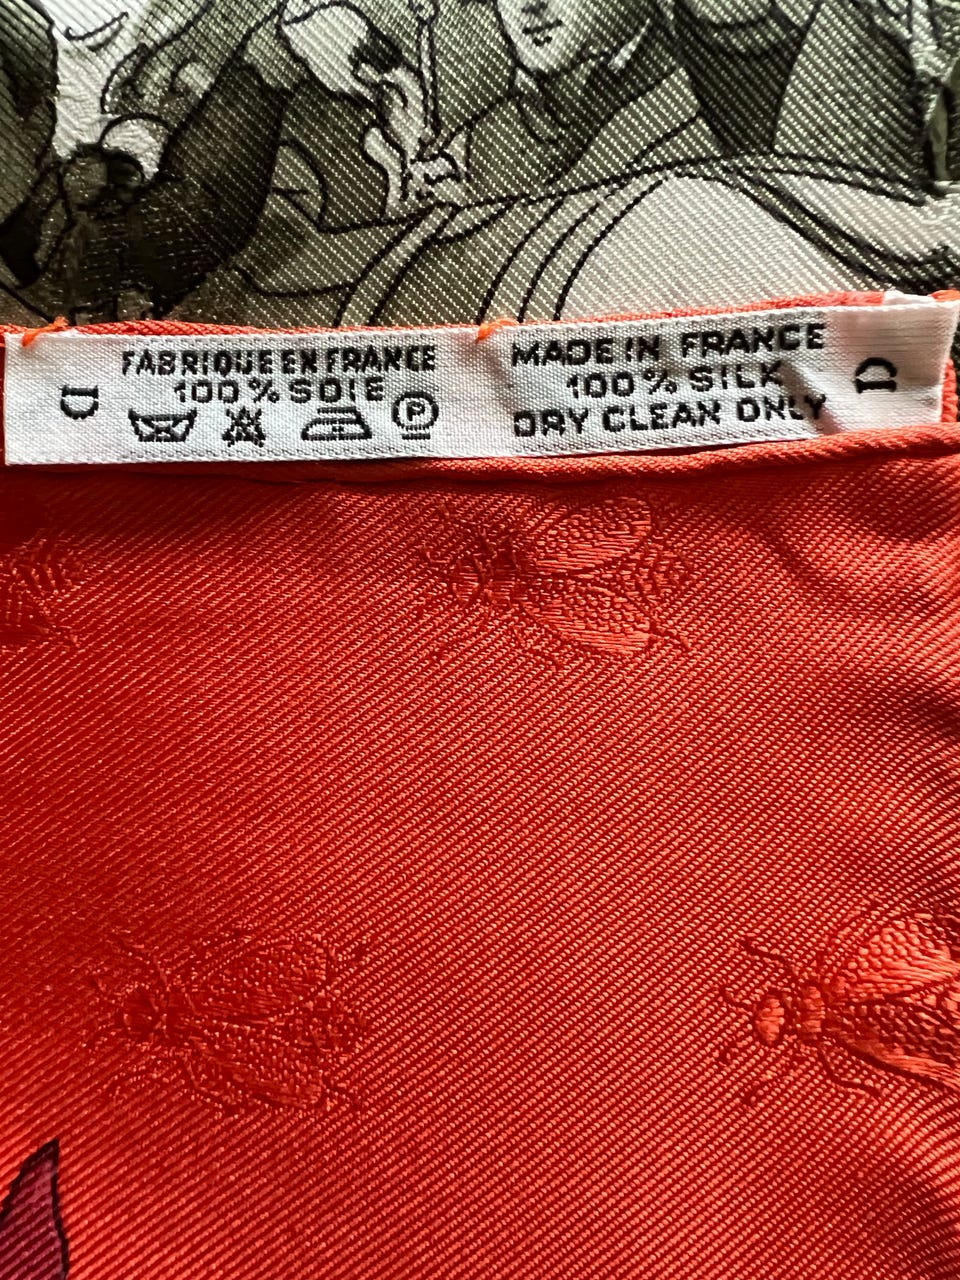 D
FABRIQUE EN FRANCE
100 % SOIE
P
MADE IN FRANCE
100 % SILK
DRY CLEAN ONLY
D